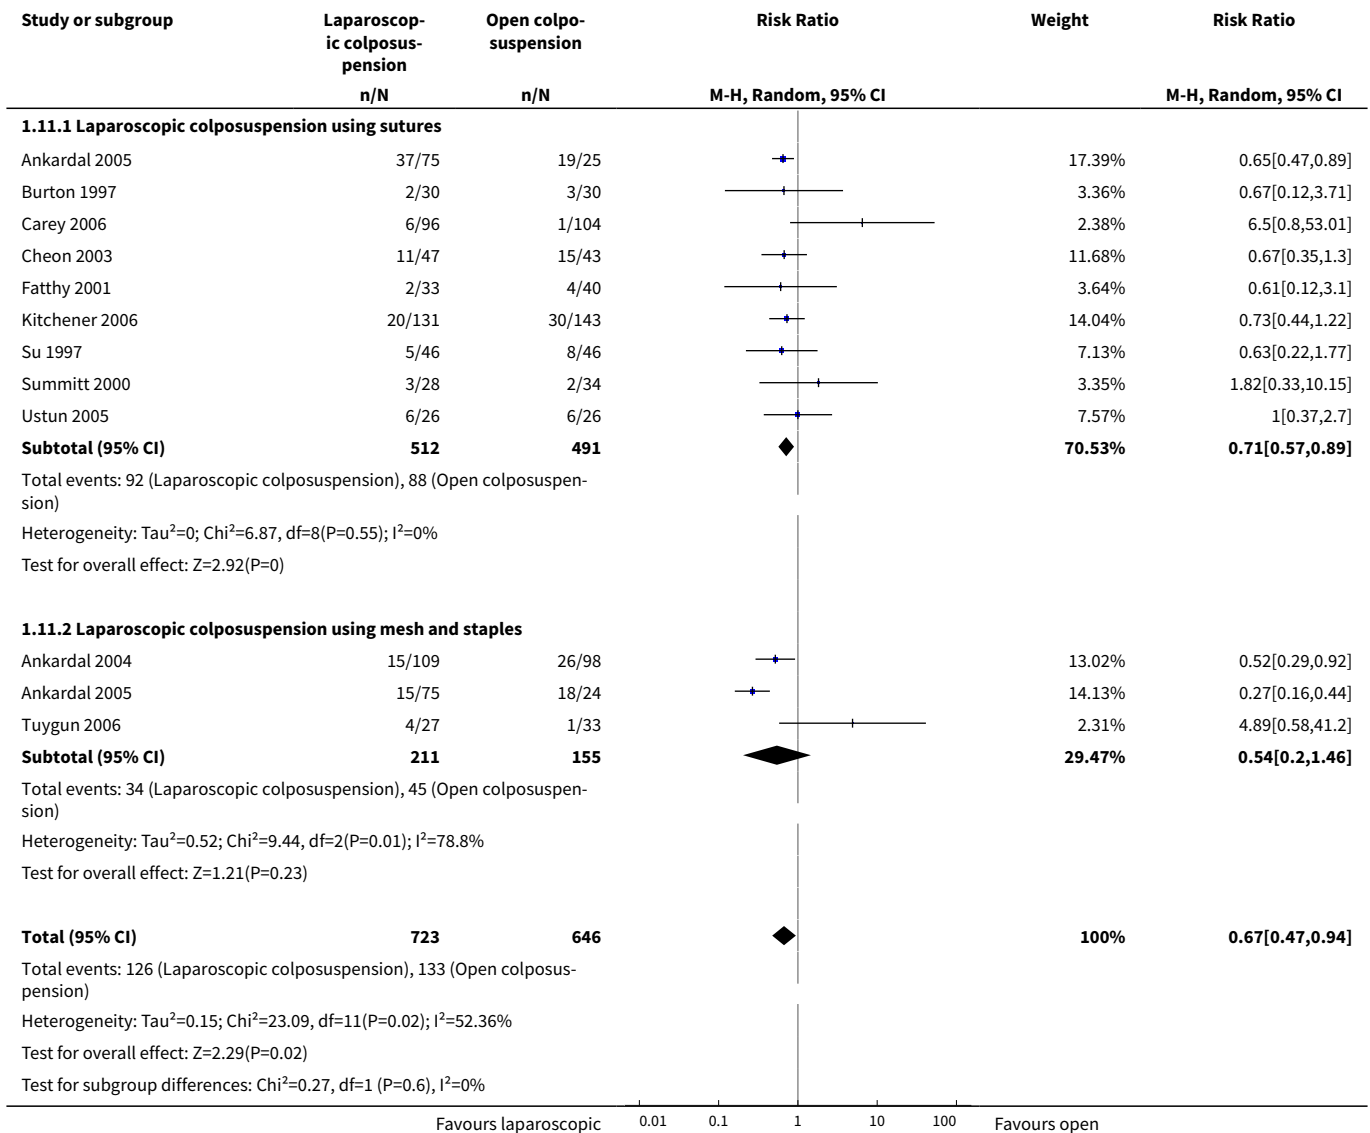 Study or subgroup Laparoscop- Open colpo- Risk Ratio Weight Risk Ratio
ic colposus- suspension
pension
n/N n/N M-H, Random, 95% CI M-H, Random, 95% CI
1.11.1 Laparoscopic colposuspension using sutures
Ankardal 2005 37/75 19/25 17.39% 0.65[0.47,0.89]
Burton 1997 2/30 3/30 3.36% 0.67[0.12,3.71]
Carey 2006 6/96 1/104 2.38% 6.5[0.8,53.01]
Cheon 2003 11/47 15/43 11.68% 0.67[0.35,1.3]
Fatthy 2001 2/33 4/40 3.64% 0.61[0.12,3.1]
Kitchener 2006 20/131 30/143 14.04% 0.73[0.44,1.22]
Su 1997 5/46 8/46 7.13% 0.63[0.22,1.77]
Summitt 2000 3/28 2/34 3.35% 1.82[0.33,10.15]
Ustun 2005 6/26 6/26 7.57% 1[0.37,2.7]
Subtotal (95% CI) 512 491 70.53% 0.71[0.57,0.89]
Total events: 92 (Laparoscopic colposuspension), 88 (Open colposuspen-
sion)
Heterogeneity: Tau²=0; Chi²=6.87, df=8(P=0.55); I²=0%
Test for overall effect: Z=2.92(P=0)
1.11.2 Laparoscopic colposuspension using mesh and staples
Ankardal 2004 15/109 26/98 13.02% 0.52[0.29,0.92]
Ankardal 2005 15/75 18/24 14.13% 0.27[0.16,0.44]
Tuygun 2006 4/27 1/33 2.31% 4.89[0.58,41.2]
Subtotal (95% CI) 211 155 29.47% 0.54[0.2,1.46]
Total events: 34 (Laparoscopic colposuspension), 45 (Open colposuspen-
sion)
Heterogeneity: Tau²=0.52; Chi²=9.44, df=2(P=0.01); I²=78.8%
Test for overall effect: Z=1.21(P=0.23)
Total (95% CI) 723 646 100% 0.67[0.47,0.94]
Total events: 126 (Laparoscopic colposuspension), 133 (Open colposus-
pension)
Heterogeneity: Tau²=0.15; Chi²=23.09, df=11(P=0.02); I²=52.36%
Test for overall effect: Z=2.29(P=0.02)
Test for subgroup differences: Chi²=0.27, df=1 (P=0.6), I²=0%
Favours laparoscopic 0.01 0.1 1 10 100 Favours open